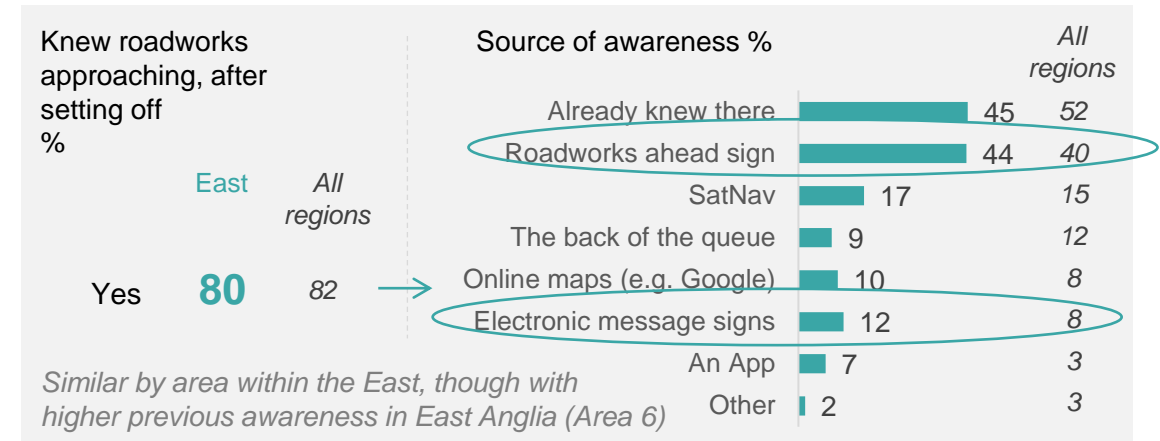 Knew roadworks
approaching, after
setting off
%
East All
regions
Yes 80 82
Similar by area within the East, though with
higher previous awareness in East Anglia (Area 6)
Source of awareness % All
regions
Already knew there 45 52
Roadworks ahead sign 44 40
SatNav 17 15
The back of the queue 9 12
Online maps (e.g. Google) 10 8
Electronic message signs 12 8
An App 7 3
Other 2 3